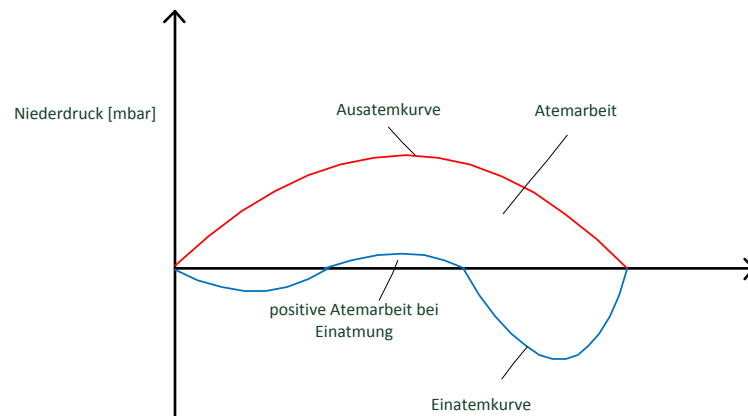 Niederdruck [mbar]
Ausatemkurve
Atemarbeit
positive Atemarbeit bei
Einatmung
Einatemkurve